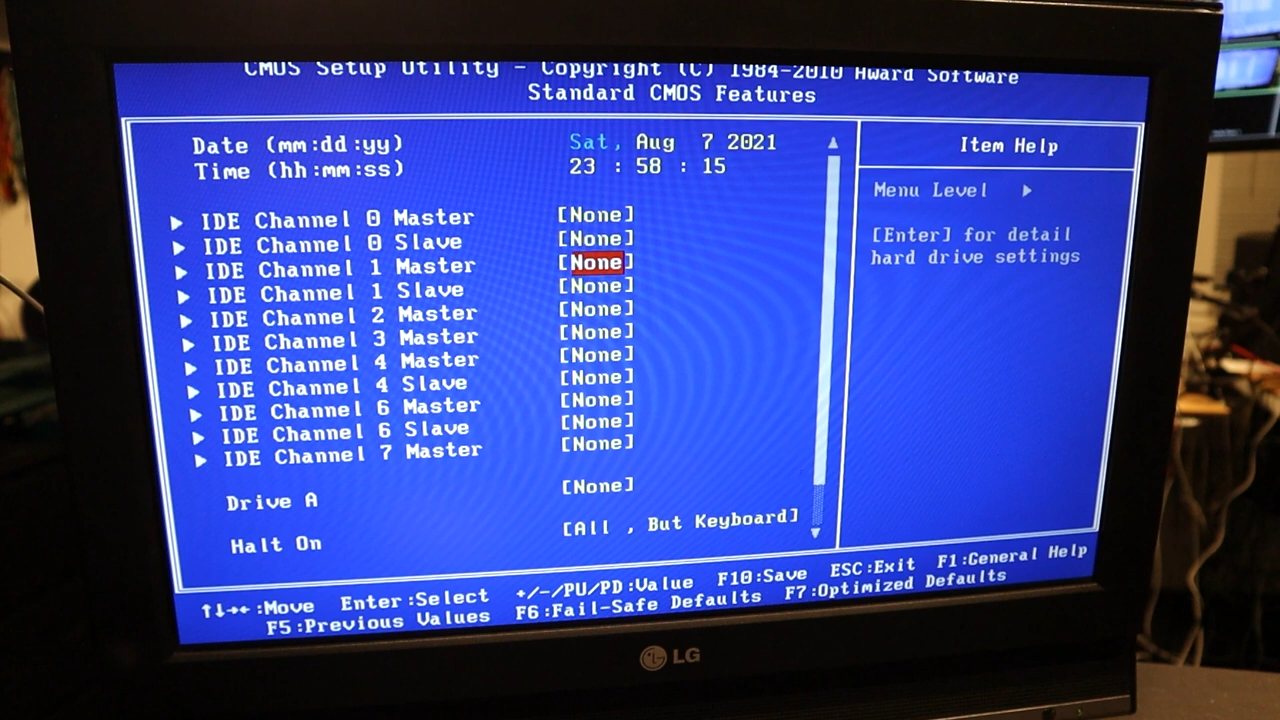 CMOS Setup Utility - Copyright (C) 1984-2010 Award Software
Standard CMOS Features
Date (mm:dd:yy) Sat, Aug 7 2021
Time (hh:mm:ss) 23 : 58 : 15
▶ IDE Channel 0 Master [None]
▶ IDE Channel 0 Slave [None]
▶ IDE Channel 1 Master [None]
▶ IDE Channel 1 Slave [None]
▶ IDE Channel 2 Master [None]
▶ IDE Channel 3 Master [None]
▶ IDE Channel 4 Master [None]
▶ IDE Channel 4 Slave [None]
▶ IDE Channel 6 Master [None]
▶ IDE Channel 6 Slave [None]
▶ IDE Channel 7 Master [None]
Drive A [None]
Halt On [All , But Keyboard]
Item Help
Menu Level ▶
[Enter] for detail
hard drive settings
↑↓→←:Move Enter:Select +/-/PU/PD:Value F10:Save ESC:Exit F1:General Help
F5:Previous Values F6:Fail-Safe Defaults F7:Optimized Defaults
LG